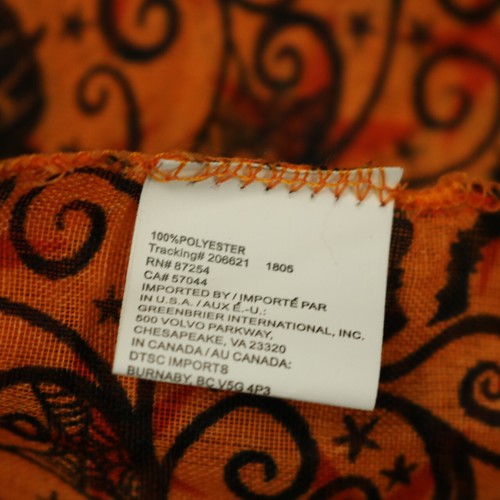 100%POLYESTER
Tracking# 206621 1805
RN# 87254
CA# 57044
IMPORTED BY / IMPORTÉ PAR
IN U.S.A. / AUX É.-U.:
GREENBRIER INTERNATIONAL, INC.
500 VOLVO PARKWAY,
CHESAPEAKE, VA 23320
IN CANADA / AU CANADA:
DTSC IMPORTS
BURNABY, BC V5G 4P3